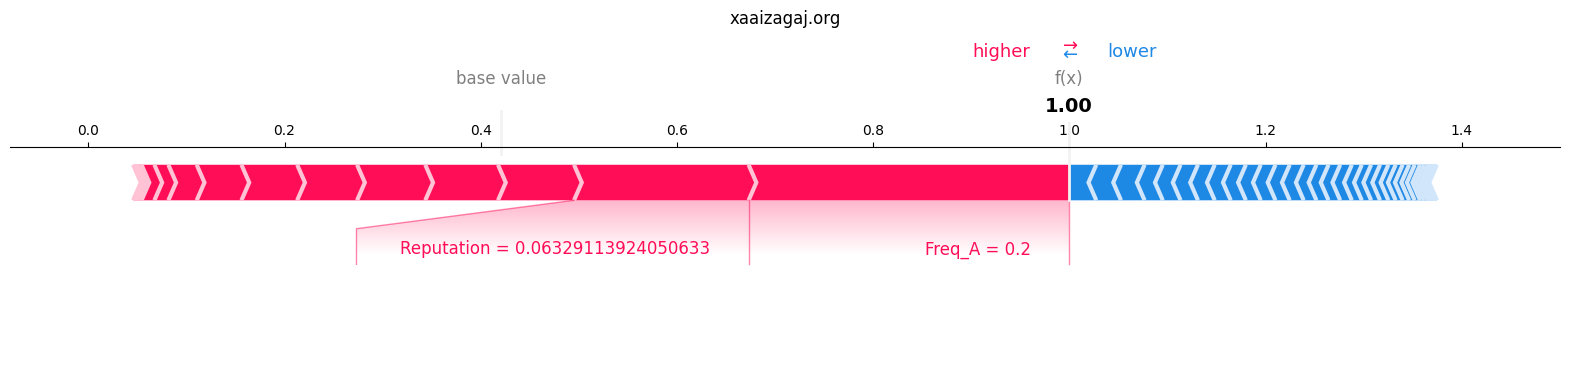 xaaizagaj.org
higher → ← lower
base value f(x)
1.00
0.0 0.2 0.4 0.6 0.8 1 0 1.2 1.4
Reputation = 0.06329113924050633 Freq_A = 0.2